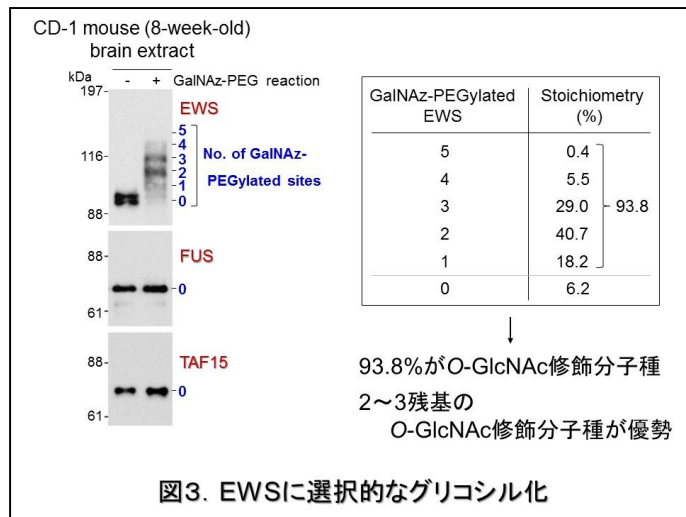 CD-1 mouse (8-week-old)
brain extract
kDa
- + GalNAz-PEG reaction
197-
EWS
5
4
116-
3
2
1
0
88-
No. of GalNAz-
PEGylated sites
FUS
88-
0
61-
TAF15
88-
0
61-
GalNAz-PEGylated EWS Stoichiometry (%)
5 0.4
4 5.5
3 29.0 93.8
2 40.7
1 18.2
0 6.2
↓
93.8%がO-GlcNAc修飾分子種
2～3残基の
O-GlcNAc修飾分子種が優勢
図3. EWSに選択的なグリコシル化